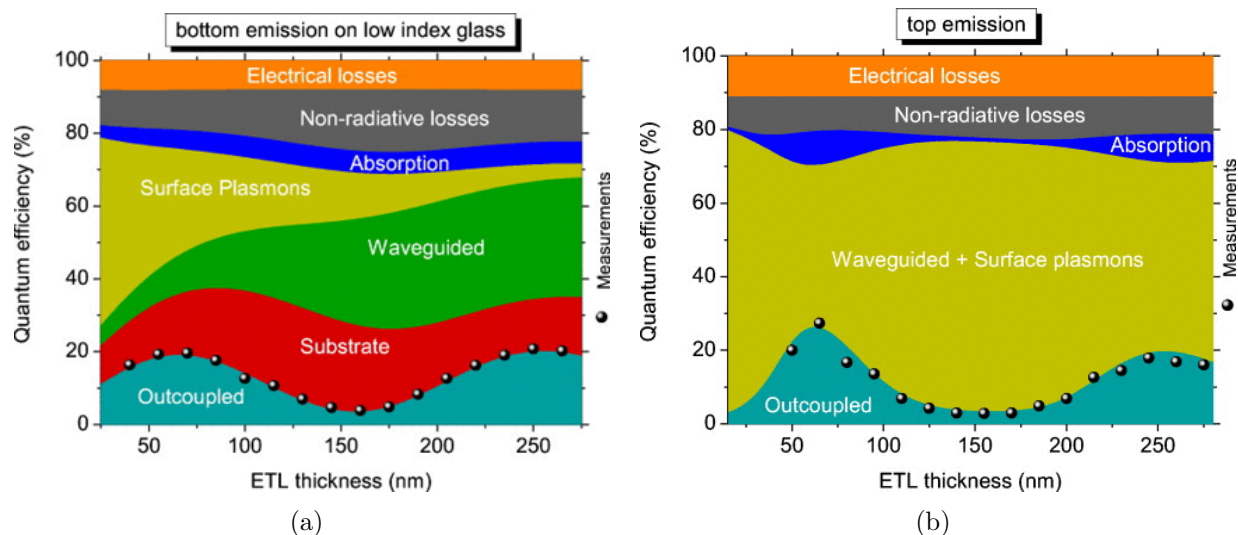 bottom emission on low index glass
100
80
60
40
20
0
Quantum efficiency (%)
Electrical losses
Non-radiative losses
Absorption
Surface Plasmons
Waveguided
Substrate
Outcoupled
Measurements
50
100
150
200
250
ETL thickness (nm)
(a)
top emission
100
80
60
40
20
0
Quantum efficiency (%)
Electrical losses
Non-radiative losses
Absorption
Waveguided + Surface plasmons
Outcoupled
Measurements
50
100
150
200
250
ETL thickness (nm)
(b)